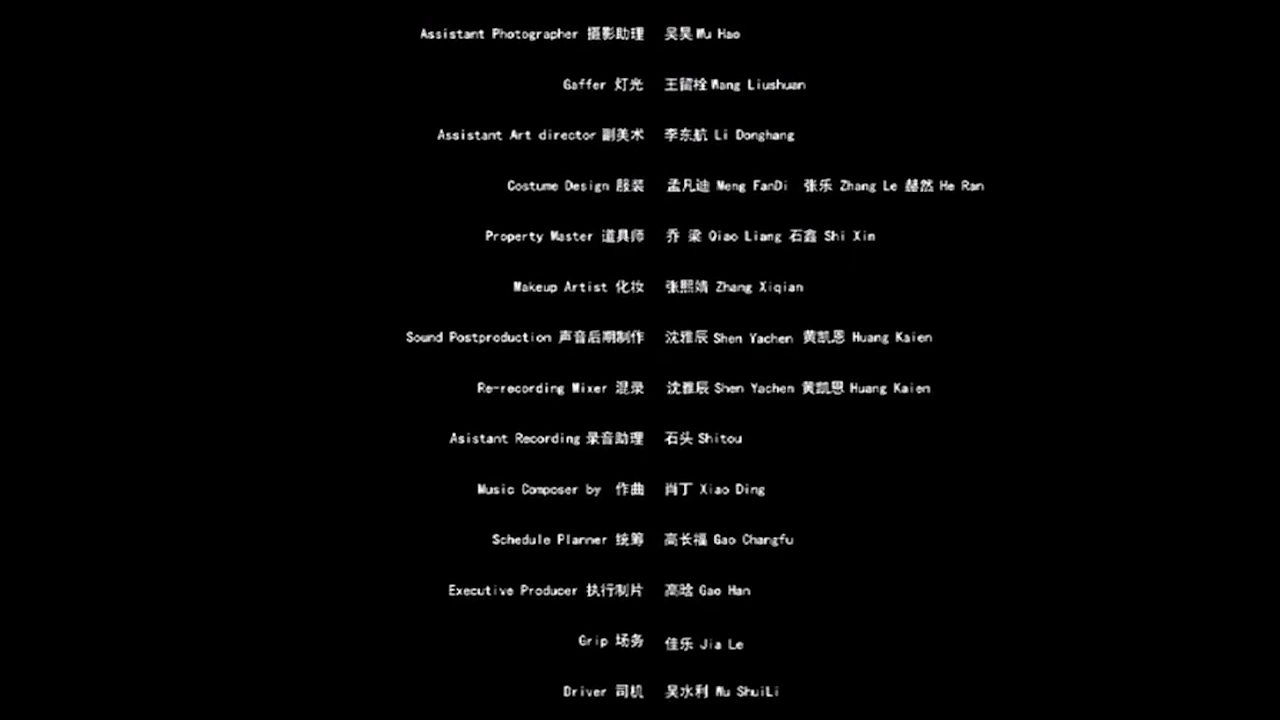 Assistant Photographer 摄影助理 吴昊 Wu Hao
Gaffer 灯光 王留栓 Wang Liushuan
Assistant Art director 副美术 李东航 Li Donghang
Costume Design 服装 孟凡迪 Meng FanDi 张乐 Zhang Le 赫然 He Ran
Property Master 道具师 乔 梁 Qiao Liang 石鑫 Shi Xin
Makeup Artist 化妆 张熙婧 Zhang Xiqian
Sound Postproduction 声音后期制作 沈雅辰 Shen Yachen 黄凯恩 Huang Kaien
Re-recording Mixer 混录 沈雅辰 Shen Yachen 黄凯恩 Huang Kaien
Asistant Recording 录音助理 石头 Shitou
Music Composer by 作曲 肖丁 Xiao Ding
Schedule Planner 统筹 高长福 Gao Changfu
Executive Producer 执行制片 高晗 Gao Han
Grip 场务 佳乐 Jia Le
Driver 司机 吴水利 Wu ShuiLi